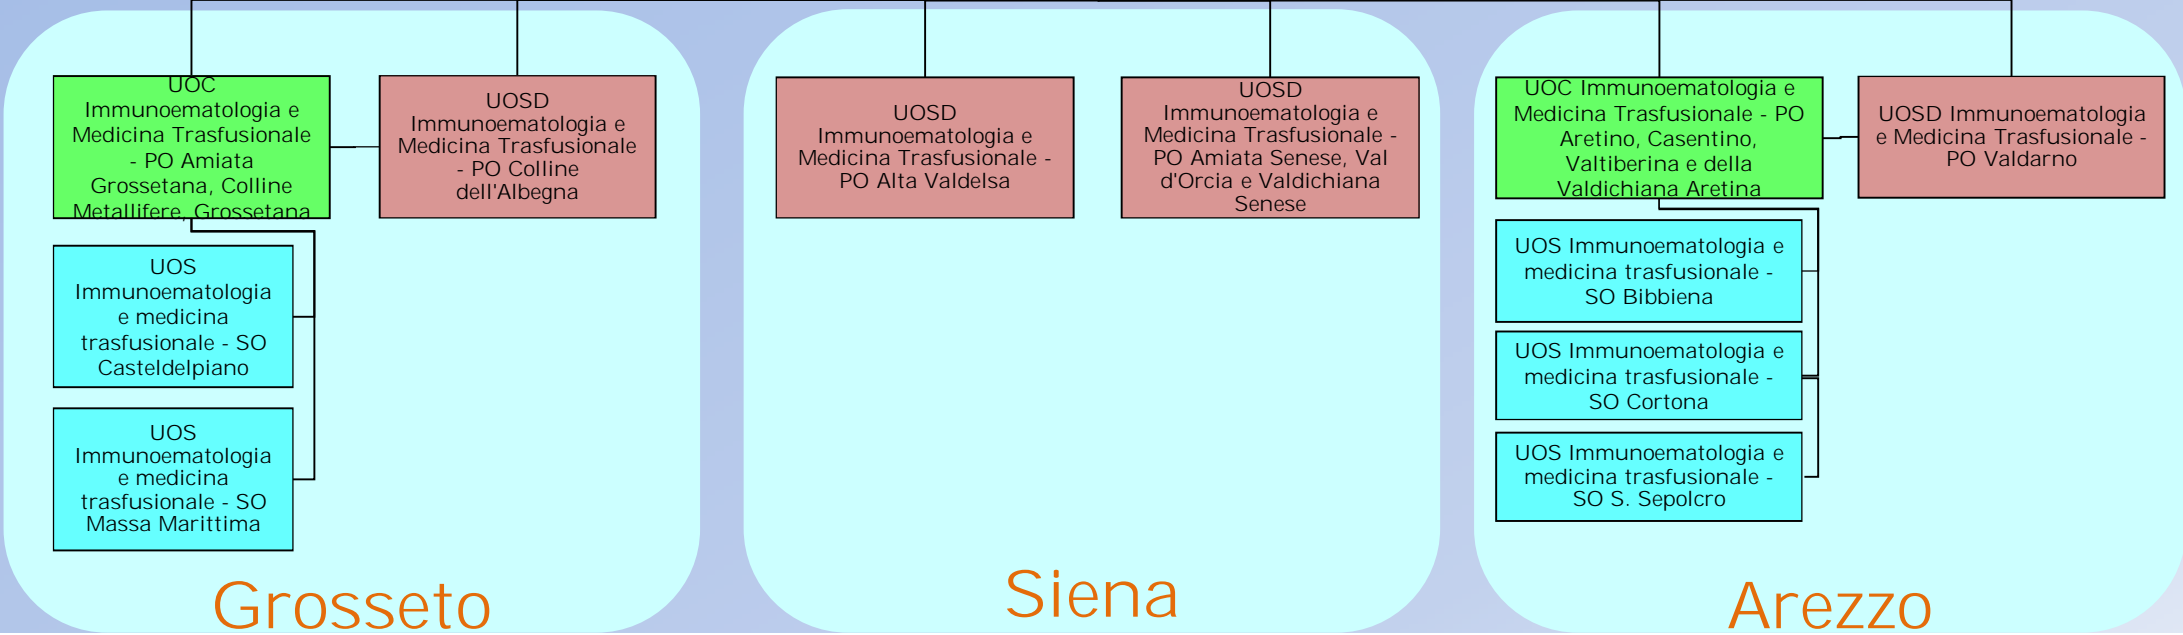 UOC
Immunoematologia e
Medicina Trasfusionale
- PO Amiata
Grossetana, Colline
Metallifere, Grossetana
UOSD
Immunoematologia e
Medicina Trasfusionale
- PO Colline
dell'Albegna
UOS
Immunoematologia
e medicina
trasfusionale - SO
Casteldelpiano
UOS
Immunoematologia
e medicina
trasfusionale - SO
Massa Marittima
Grosseto
UOSD
Immunoematologia e
Medicina Trasfusionale -
PO Alta Valdelsa
UOSD
Immunoematologia e
Medicina Trasfusionale -
PO Amiata Senese, Val
d'Orcia e Valdichiana
Senese
Siena
UOC Immunoematologia e
Medicina Trasfusionale - PO
Aretino, Casentino,
Valtiberina e della
Valdichiana Aretina
UOSD Immunoematologia
e Medicina Trasfusionale -
PO Valdarno
UOS Immunoematologia e
medicina trasfusionale -
SO Bibbiena
UOS Immunoematologia e
medicina trasfusionale -
SO Cortona
UOS Immunoematologia e
medicina trasfusionale -
SO S. Sepolcro
Arezzo